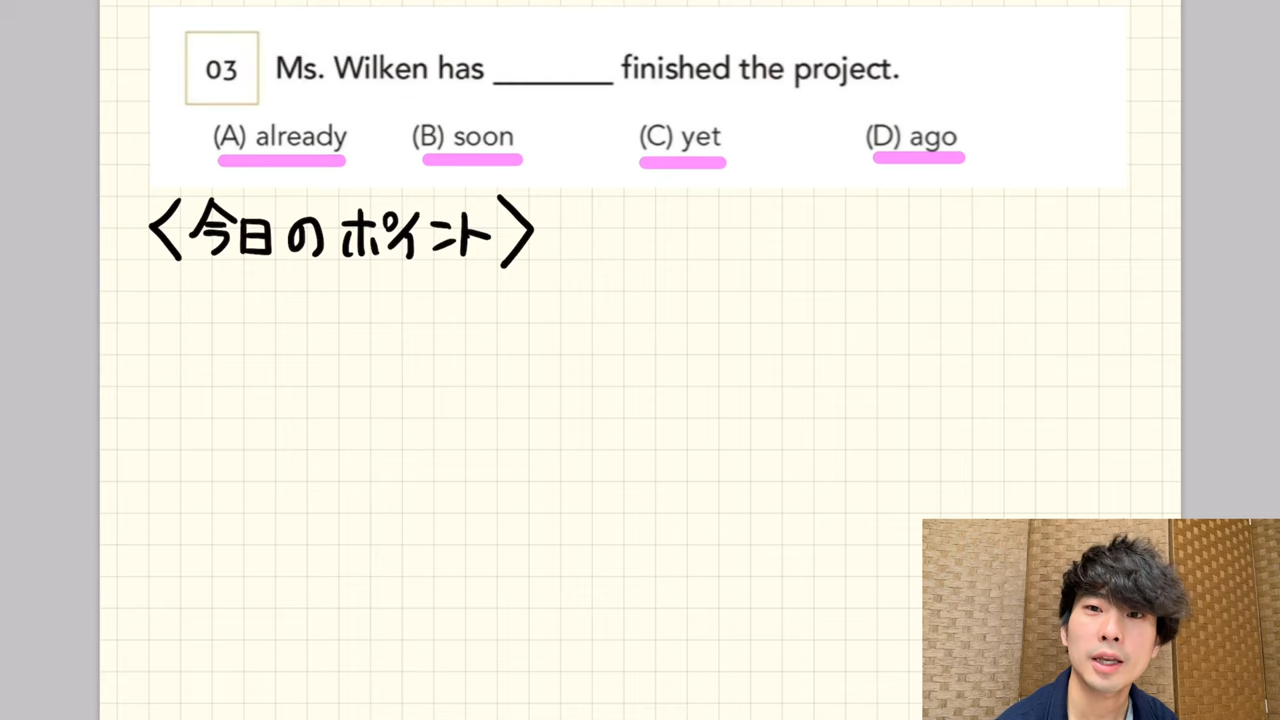 03 Ms. Wilken has ________ finished the project.
(A) already (B) soon (C) yet (D) ago
〈今日のポイント〉